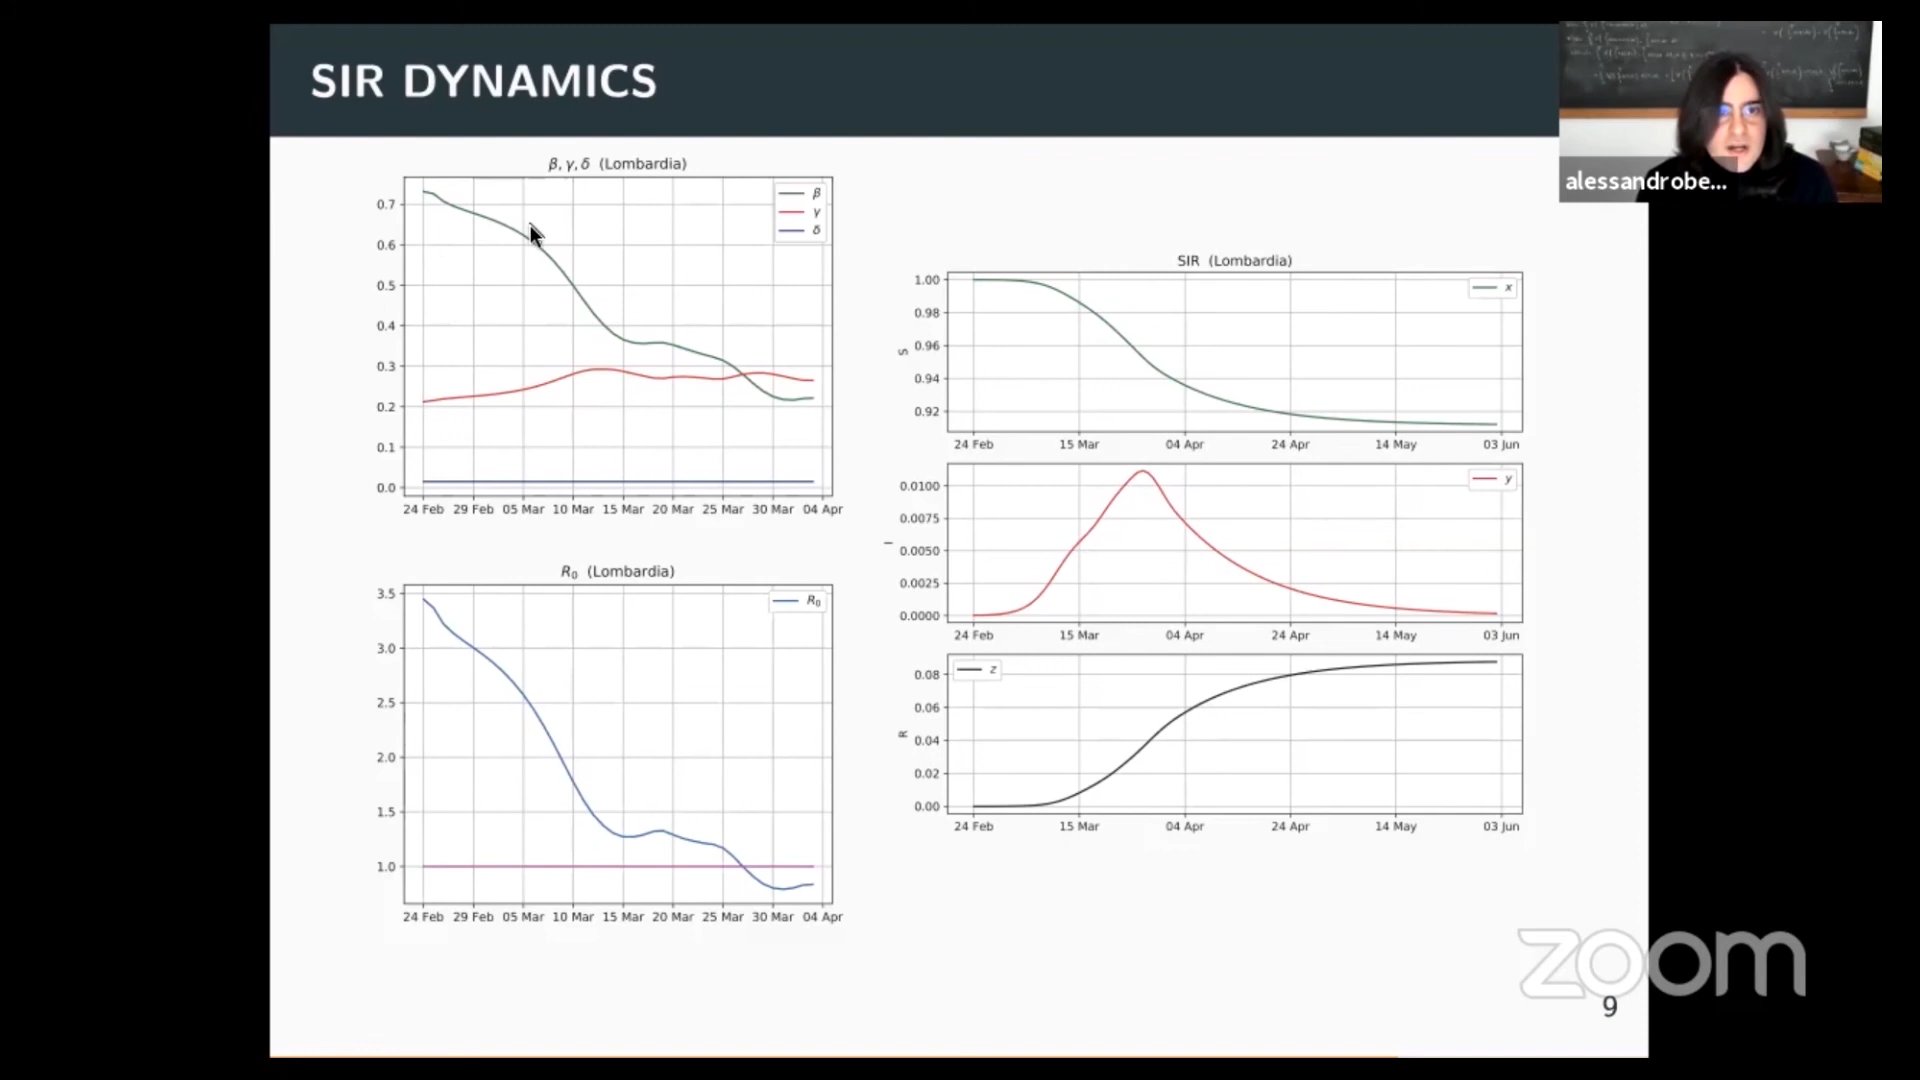 SIR DYNAMICS
alessandrobe...
β, γ, δ (Lombardia)
β
γ
δ
0.7
0.6
0.5
0.4
0.3
0.2
0.1
0.0
24 Feb 29 Feb 05 Mar 10 Mar 15 Mar 20 Mar 25 Mar 30 Mar 04 Apr
R₀ (Lombardia)
R₀
3.5
3.0
2.5
2.0
1.5
1.0
24 Feb 29 Feb 05 Mar 10 Mar 15 Mar 20 Mar 25 Mar 30 Mar 04 Apr
SIR (Lombardia)
x
1.00
0.98
0.96
0.94
0.92
S
24 Feb 15 Mar 04 Apr 24 Apr 14 May 03 Jun
y
0.0100
0.0075
0.0050
0.0025
0.0000
I
24 Feb 15 Mar 04 Apr 24 Apr 14 May 03 Jun
z
0.08
0.06
0.04
0.02
0.00
R
24 Feb 15 Mar 04 Apr 24 Apr 14 May 03 Jun
zoom
9